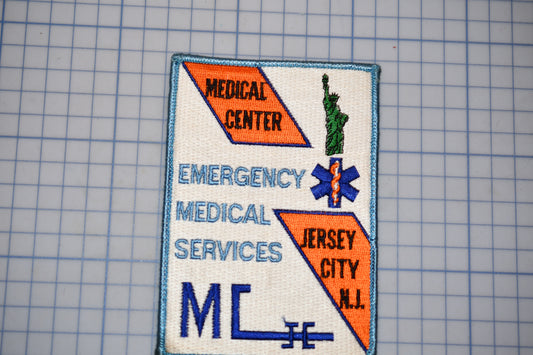 MEDICAL
CENTER
EMERGENCY
MEDICAL
SERVICES
JERSEY
CITY
N.J.
MC